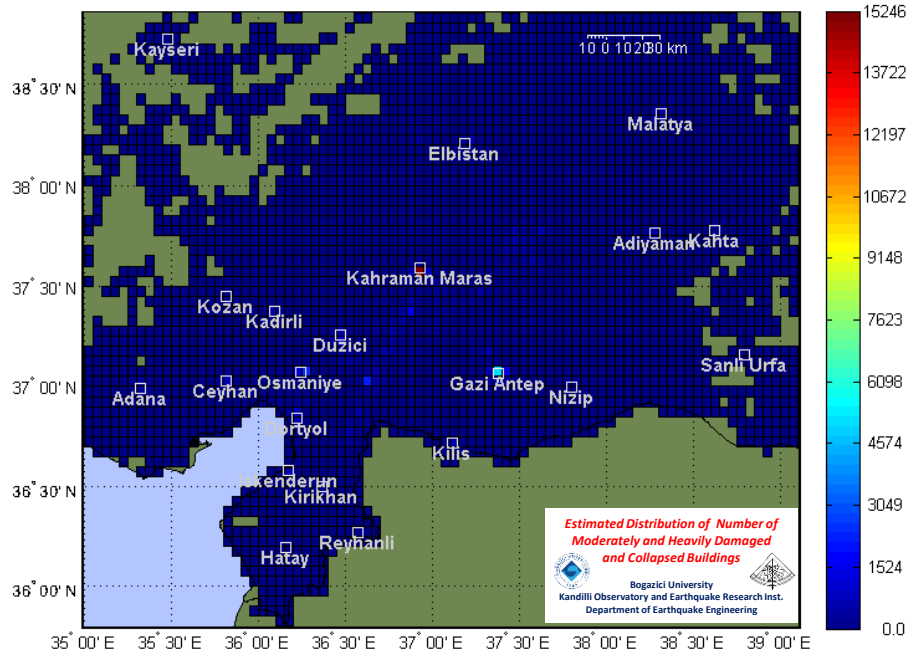 15246
13722
12197
10672
9148
7623
6098
4574
3049
1524
0.0
38° 30' N
38° 00' N
37° 30' N
37° 00' N
36° 30' N
36° 00' N
35° 00' E
35° 30' E
36° 00' E
36° 30' E
37° 00' E
37° 30' E
38° 00' E
38° 30' E
39° 00' E
Kayseri
Malatya
Elbistan
Adiyaman
Kahta
Kahraman Maras
Kozan
Kadirli
Duzici
Sanli Urfa
Osmaniye
Gazi Antep
Adana
Ceyhan
Nizip
Dortyol
Kilis
Iskenderun
Kirikhan
Reyhanli
Hatay
Estimated Distribution of Number of
Moderately and Heavily Damaged
and Collapsed Buildings
Bogazici University
Kandilli Observatory and Earthquake Research Inst.
Department of Earthquake Engineering